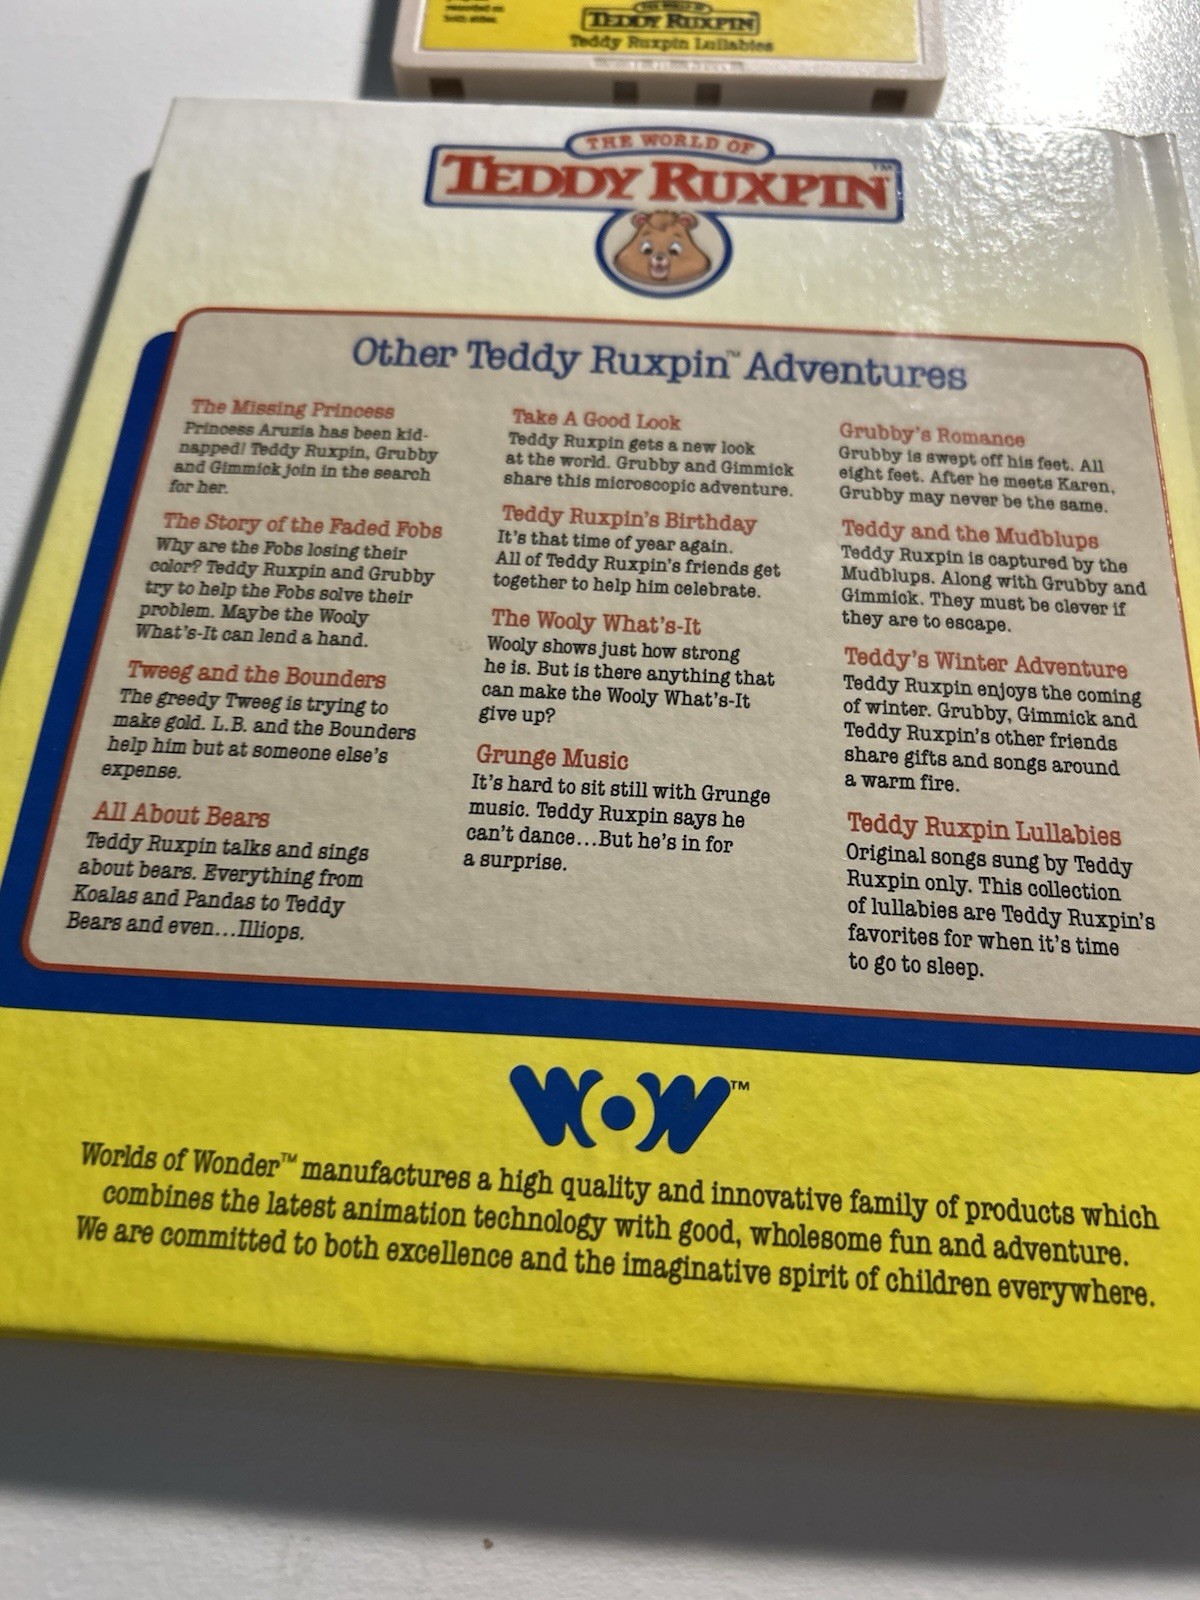 recorded on
both sides.
THE WORLD OF
TEDDY RUXPIN
Teddy Ruxpin Lullabies
THE WORLD OF
TEDDY RUXPIN™
Other Teddy Ruxpin™ Adventures
The Missing Princess
Princess Aruzia has been kid-
napped! Teddy Ruxpin, Grubby
and Gimmick join in the search
for her.
The Story of the Faded Fobs
Why are the Fobs losing their
color? Teddy Ruxpin and Grubby
try to help the Fobs solve their
problem. Maybe the Wooly
What's-It can lend a hand.
Tweeg and the Bounders
The greedy Tweeg is trying to
make gold. L.B. and the Bounders
help him but at someone else's
expense.
All About Bears
Teddy Ruxpin talks and sings
about bears. Everything from
Koalas and Pandas to Teddy
Bears and even...Illiops.
Take A Good Look
Teddy Ruxpin gets a new look
at the world. Grubby and Gimmick
share this microscopic adventure.
Teddy Ruxpin's Birthday
It's that time of year again.
All of Teddy Ruxpin's friends get
together to help him celebrate.
The Wooly What's-It
Wooly shows just how strong
he is. But is there anything that
can make the Wooly What's-It
give up?
Grunge Music
It's hard to sit still with Grunge
music. Teddy Ruxpin says he
can't dance...But he's in for
a surprise.
Grubby's Romance
Grubby is swept off his feet. All
eight feet. After he meets Karen,
Grubby may never be the same.
Teddy and the Mudblups
Teddy Ruxpin is captured by the
Mudblups. Along with Grubby and
Gimmick. They must be clever if
they are to escape.
Teddy's Winter Adventure
Teddy Ruxpin enjoys the coming
of winter. Grubby, Gimmick and
Teddy Ruxpin's other friends
share gifts and songs around
a warm fire.
Teddy Ruxpin Lullabies
Original songs sung by Teddy
Ruxpin only. This collection
of lullabies are Teddy Ruxpin's
favorites for when it's time
to go to sleep.
WOW™
Worlds of Wonder™ manufactures a high quality and innovative family of products which
combines the latest animation technology with good, wholesome fun and adventure.
We are committed to both excellence and the imaginative spirit of children everywhere.